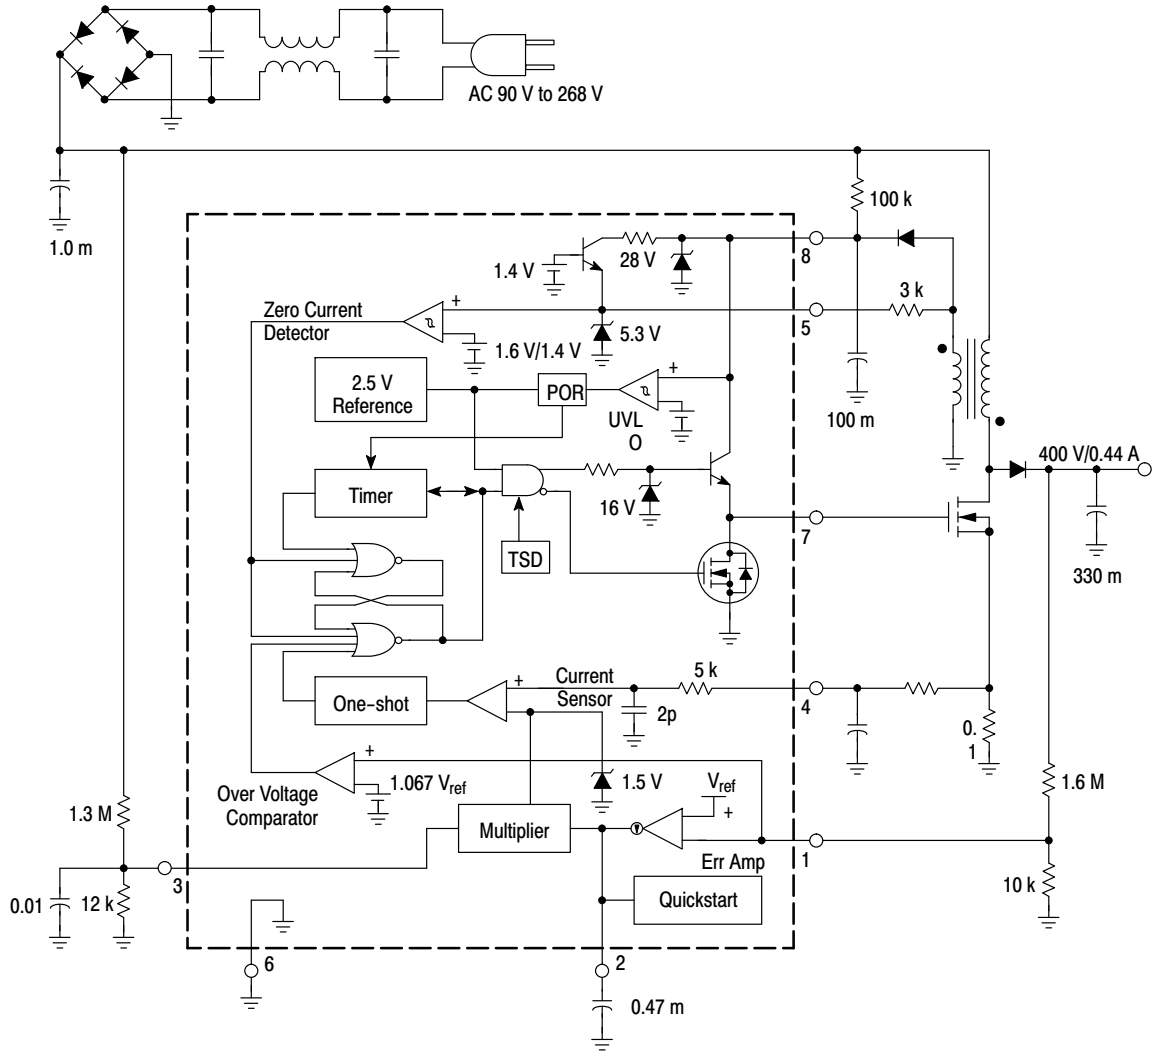 AC 90 V to 268 V
1.0 m
100 k
8
28 V
1.4 V
3 k
Zero Current
Detector
+
5
5.3 V
1.6 V/1.4 V
2.5 V
Reference
POR
+
UVL
O
100 m
400 V/0.44 A
Timer
16 V
7
TSD
330 m
5 k
Current
Sensor
+
One-shot
2p
4
0.
1
+
1.067 Vref
1.5 V
Vref
1.6 M
Over Voltage
Comparator
1.3 M
Multiplier
+
Err Amp
1
3
0.01
12 k
Quickstart
10 k
6
2
0.47 m